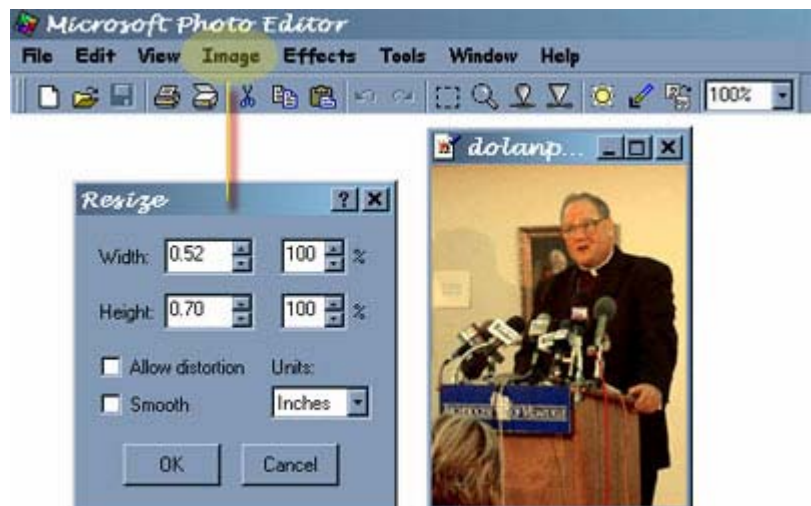 Microsoft Photo Editor
File Edit View Image Effects Tools Window Help
100%
dolanp...
Resize
Width: 0.52 100 %
Height: 0.70 100 %
Allow distortion Units:
Smooth Inches
OK Cancel